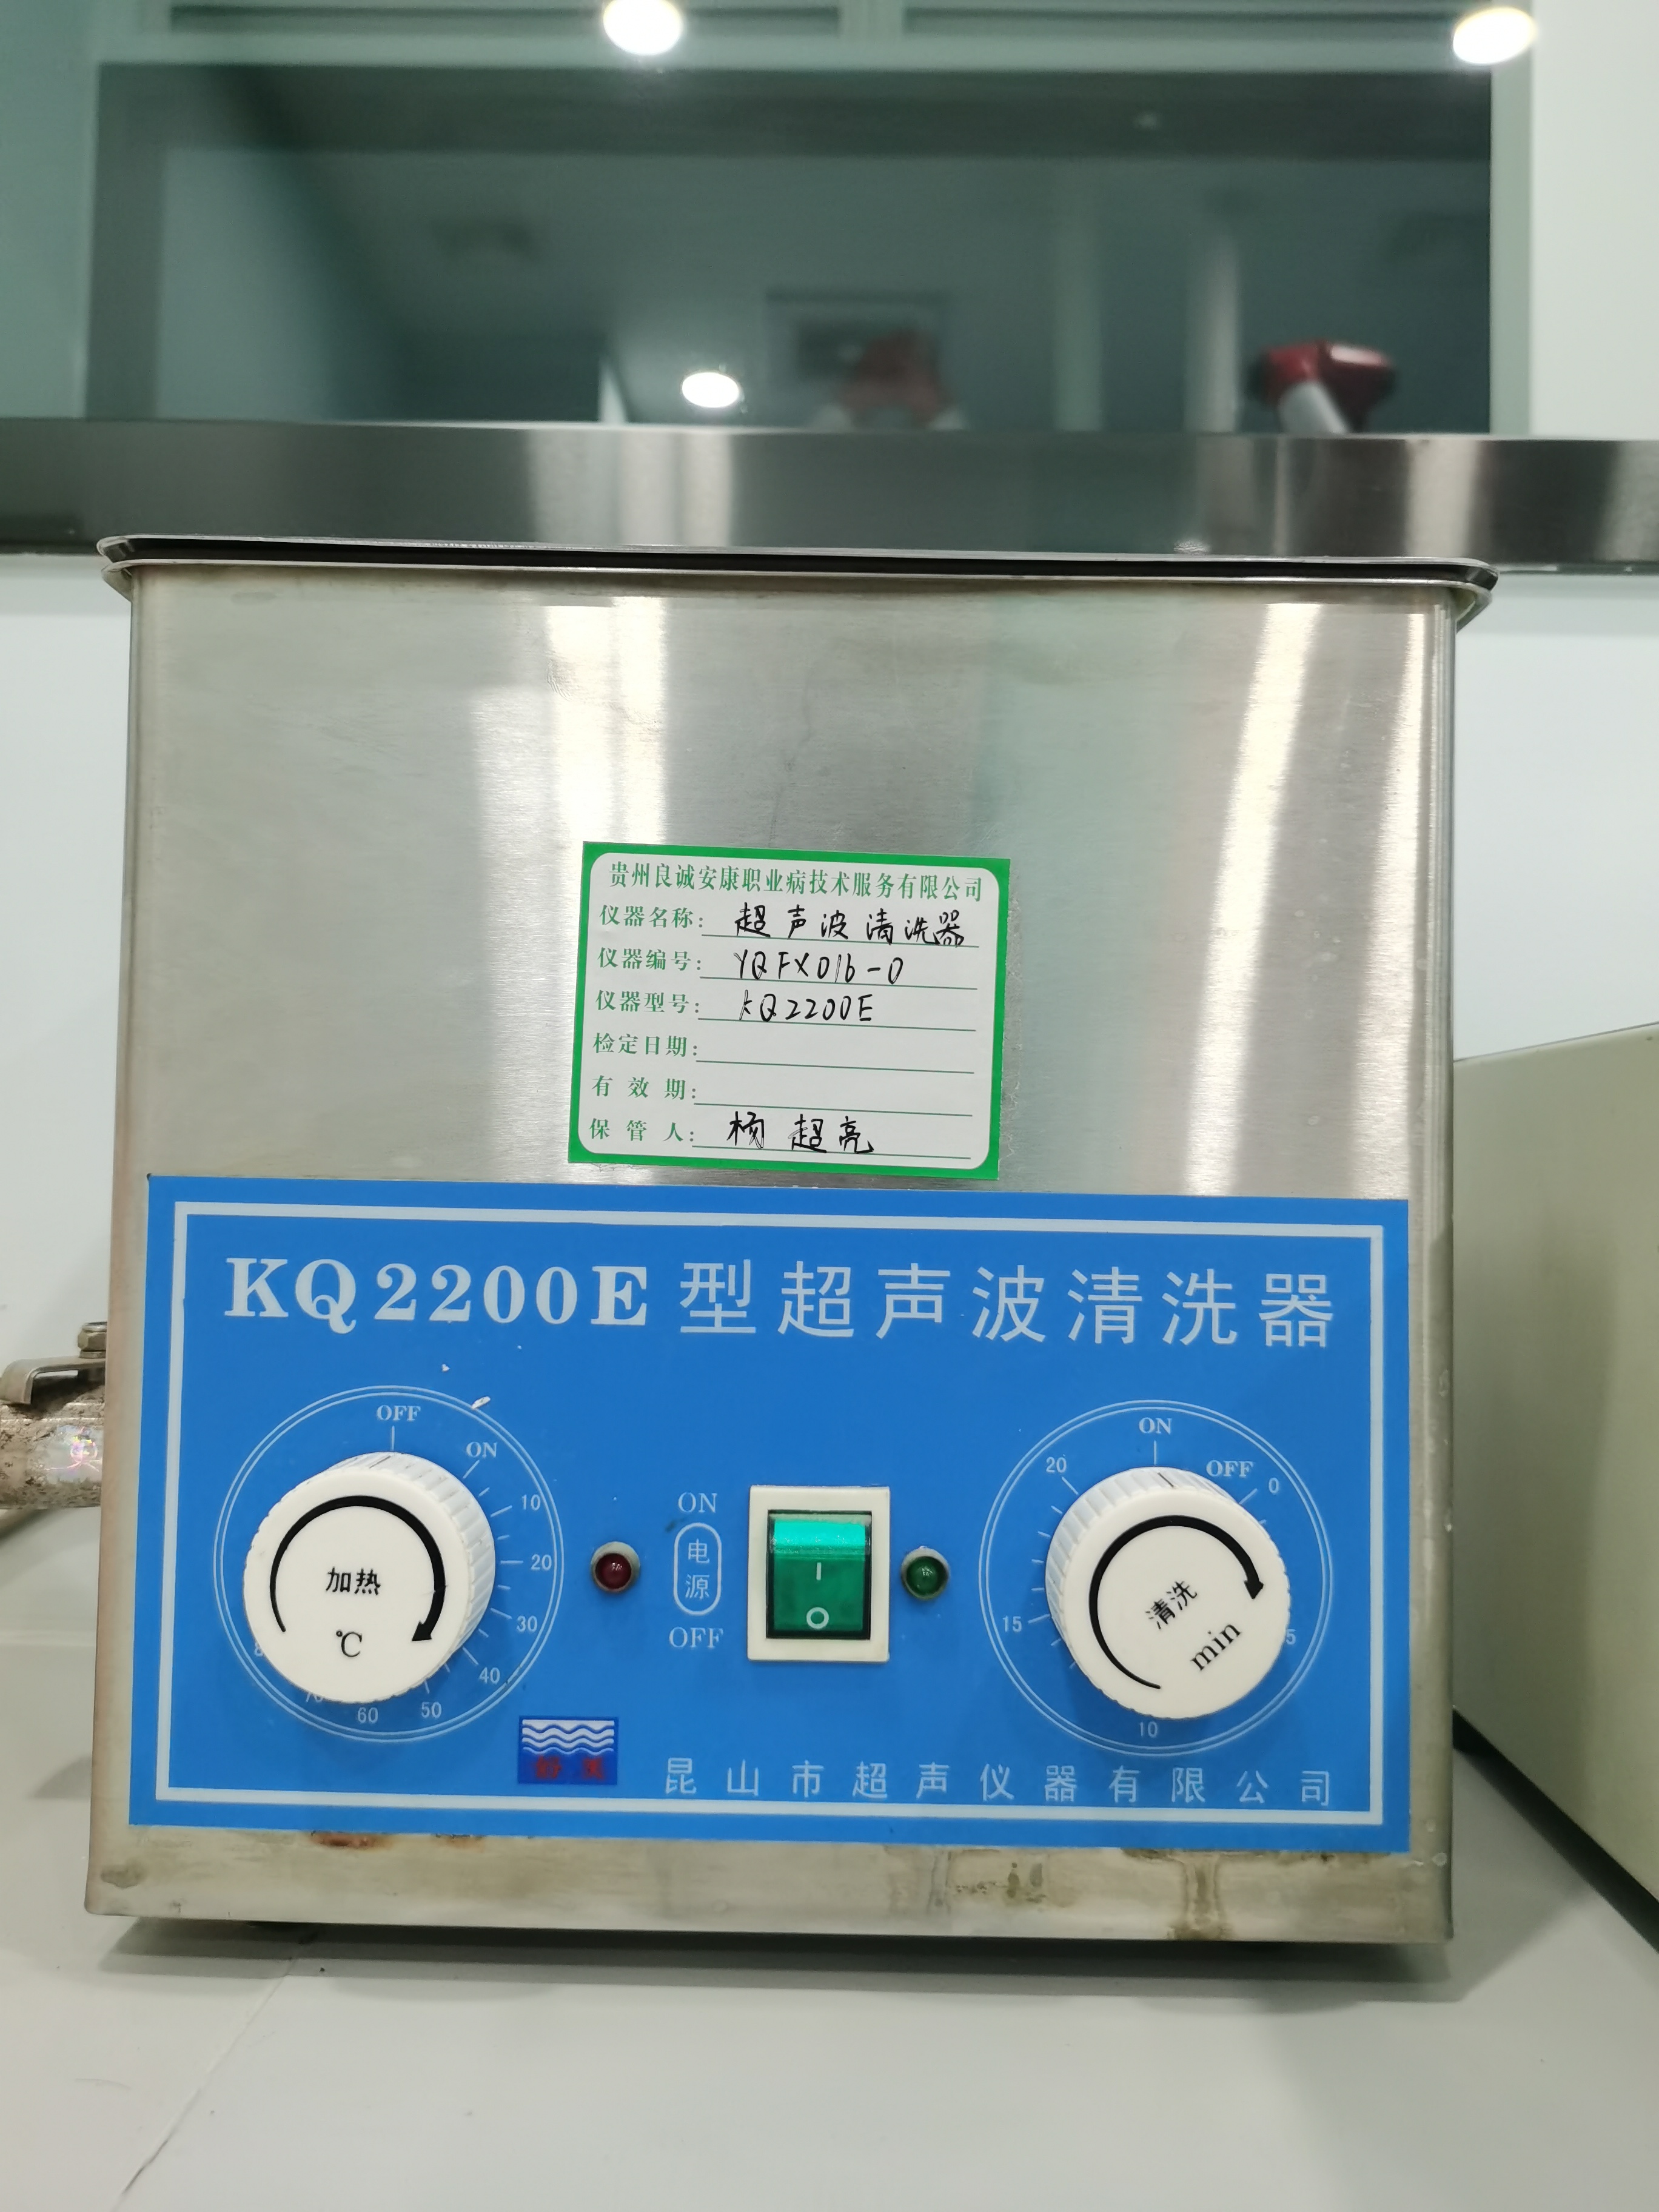 贵州良诚安康职业病技术服务有限公司
仪器名称: 超声波清洗器
仪器编号: YQFX016-0
仪器型号: KQ2200E
检定日期:
有 效 期:
保 管 人: 杨超亮
KQ2200E型超声波清洗器
OFF
ON
10
20
30
40
50
60
加热
℃
ON
电源
OFF
I
O
ON
OFF
0
5
10
15
20
清洗
min
昆山市超声仪器有限公司